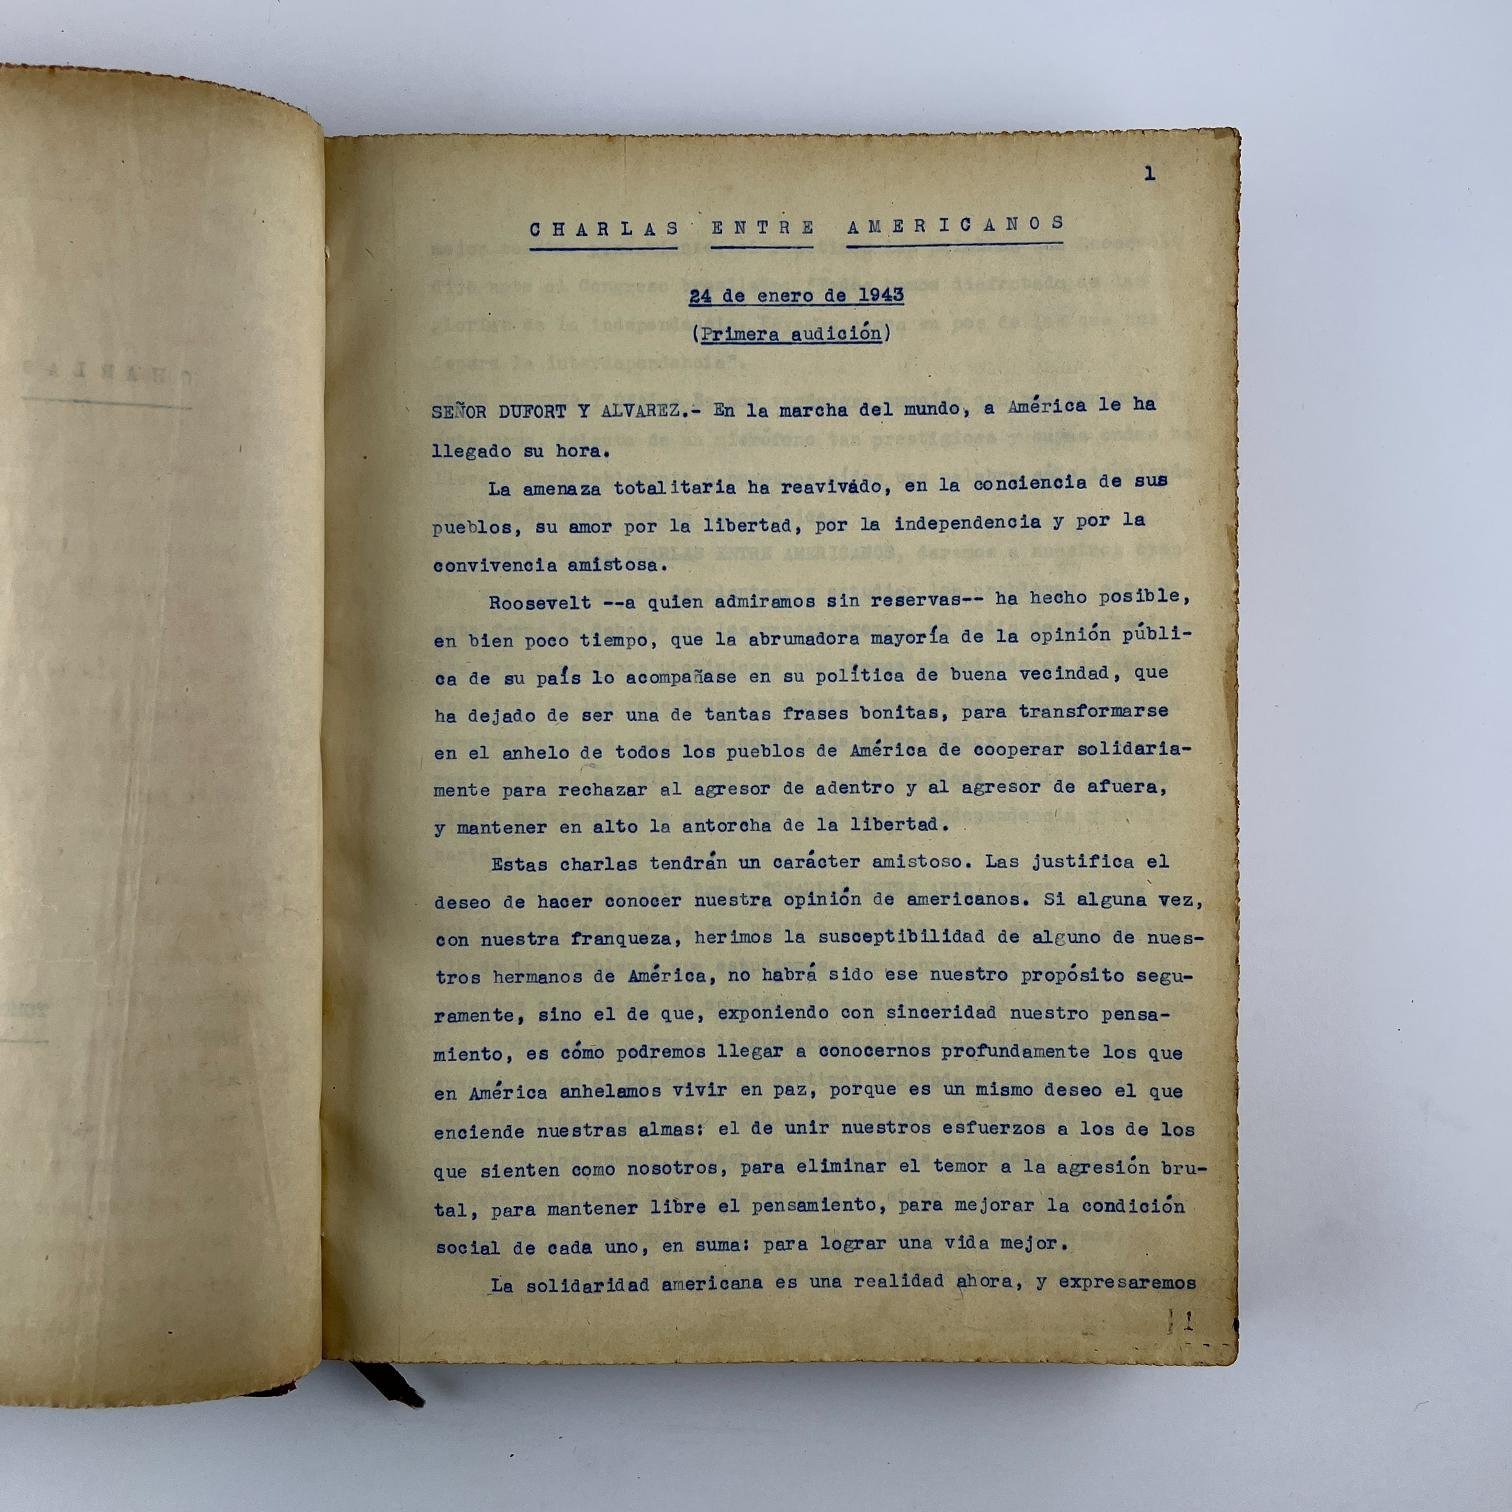 1
CHARLAS ENTRE AMERICANOS
24 de enero de 1943
(Primera audición)
SEÑOR DUFORT Y ALVAREZ.- En la marcha del mundo, a América le ha
llegado su hora.
La amenaza totalitaria ha reavivádo, en la conciencia de sus
pueblos, su amor por la libertad, por la independencia y por la
convivencia amistosa.
Roosevelt --a quien admiramos sin reservas-- ha hecho posible,
en bien poco tiempo, que la abrumadora mayoría de la opinión públi-
ca de su país lo acompañase en su política de buena vecindad, que
ha dejado de ser una de tantas frases bonitas, para transformarse
en el anhelo de todos los pueblos de América de cooperar solidaria-
mente para rechazar al agresor de adentro y al agresor de afuera,
y mantener en alto la antorcha de la libertad.
Estas charlas tendrán un carácter amistoso. Las justifica el
deseo de hacer conocer nuestra opinión de americanos. Si alguna vez,
con nuestra franqueza, herimos la susceptibilidad de alguno de nues-
tros hermanos de América, no habrá sido ese nuestro propósito segu-
ramente, sino el de que, exponiendo con sinceridad nuestro pensa-
miento, es cómo podremos llegar a conocernos profundamente los que
en América anhelamos vivir en paz, porque es un mismo deseo el que
enciende nuestras almas: el de unir nuestros esfuerzos a los de los
que sienten como nosotros, para eliminar el temor a la agresión bru-
tal, para mantener libre el pensamiento, para mejorar la condición
social de cada uno, en suma: para lograr una vida mejor.
La solidaridad americana es una realidad ahora, y expresaremos
1